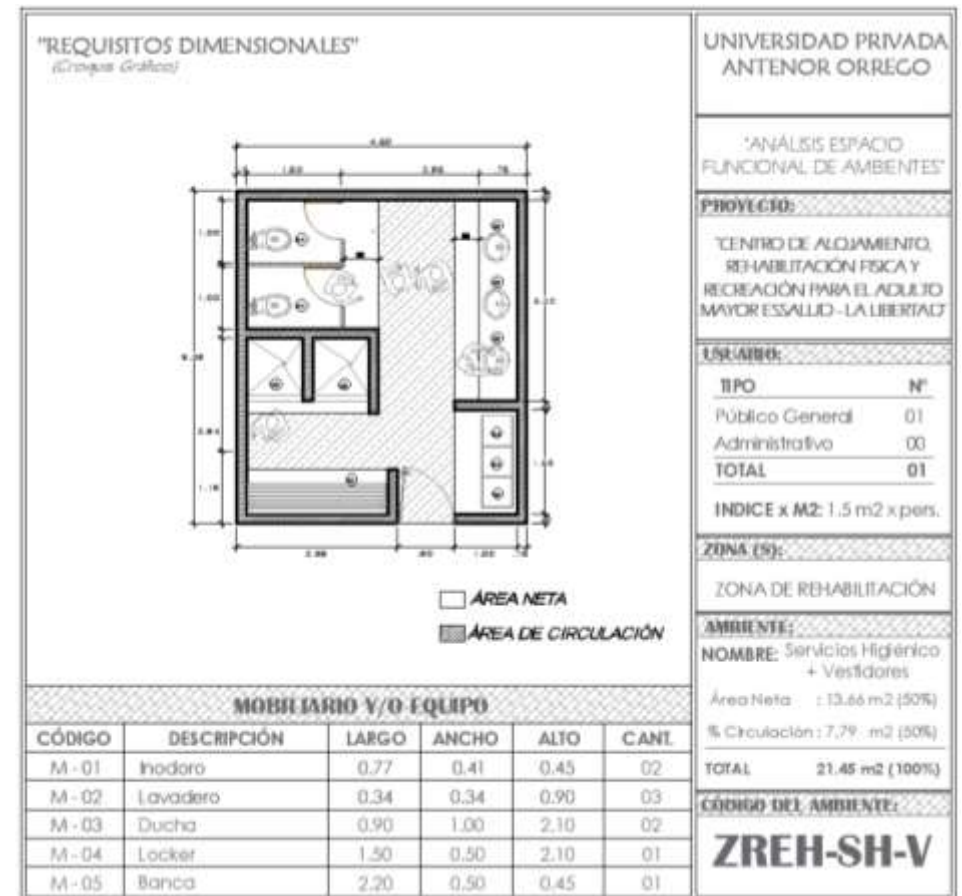 "REQUISITOS DIMENSIONALES"
(Croquis Gráfico)
ÁREA NETA
ÁREA DE CIRCULACIÓN
MOBILIARIO Y/O EQUIPO
CÓDIGO DESCRIPCIÓN LARGO ANCHO ALTO CANT.
M - 01 Inodoro 0.77 0.41 0.45 02
M - 02 Lavadero 0.34 0.34 0.90 03
M - 03 Ducha 0.90 1.00 2.10 02
M - 04 Locker 1.50 0.50 2.10 01
M - 05 Banca 2.20 0.50 0.45 01
UNIVERSIDAD PRIVADA
ANTENOR ORREGO
"ANÁLISIS ESPACIO
FUNCIONAL DE AMBIENTES"
PROYECTO:
"CENTRO DE ALOJAMIENTO,
REHABILITACIÓN FISICA Y
RECREACIÓN PARA EL ADULTO
MAYOR ESSALUD - LA LIBERTAD"
USUARIO:
TIPO N°
Público General 01
Administrativo 00
TOTAL 01
INDICE x M2: 1.5 m2 x pers.
ZONA (S):
ZONA DE REHABILITACIÓN
AMBIENTE:
NOMBRE: Servicios Higiénico
+ Vestidores
Área Neta : 13.66 m2 (50%)
% Circulación : 7.79 m2 (50%)
TOTAL 21.45 m2 (100%)
CÓDIGO DEL AMBIENTE:
ZREH-SH-V